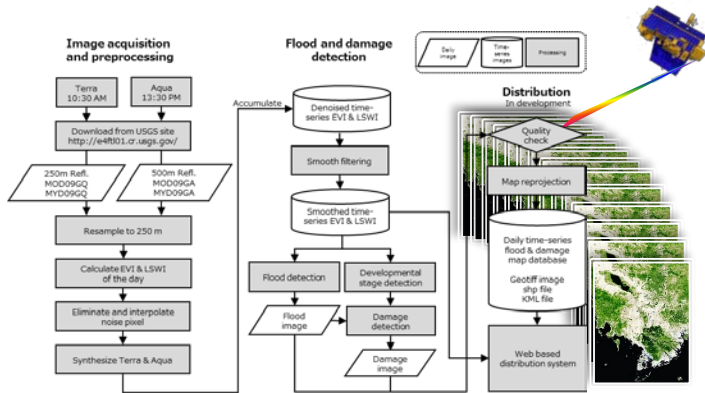 Image acquisition
and preprocessing
Terra
10:30 AM
Aqua
13:30 PM
Download from USGS site
http://e4ftl01.cr.usgs.gov/
250m Refl.
MOD09GQ
MYD09GQ
500m Refl.
MOD09GA
MYD09GA
Resample to 250 m
Calculate EVI & LSWI
of the day
Eliminate and interpolate
noise pixel
Synthesize Terra & Aqua
Accumulate
Flood and damage
detection
Denoised time-
series EVI & LSWI
Smooth filtering
Smoothed time-
series EVI & LSWI
Flood detection
Developmental
stage detection
Flood
image
Damage
detection
Damage
image
Daily
image
Time-
series
images
Processing
Distribution
In development
Quality
check
Map reprojection
Daily time-series
flood & damage
map database
Geotiff image
shp file
KML file
Web based
distribution system